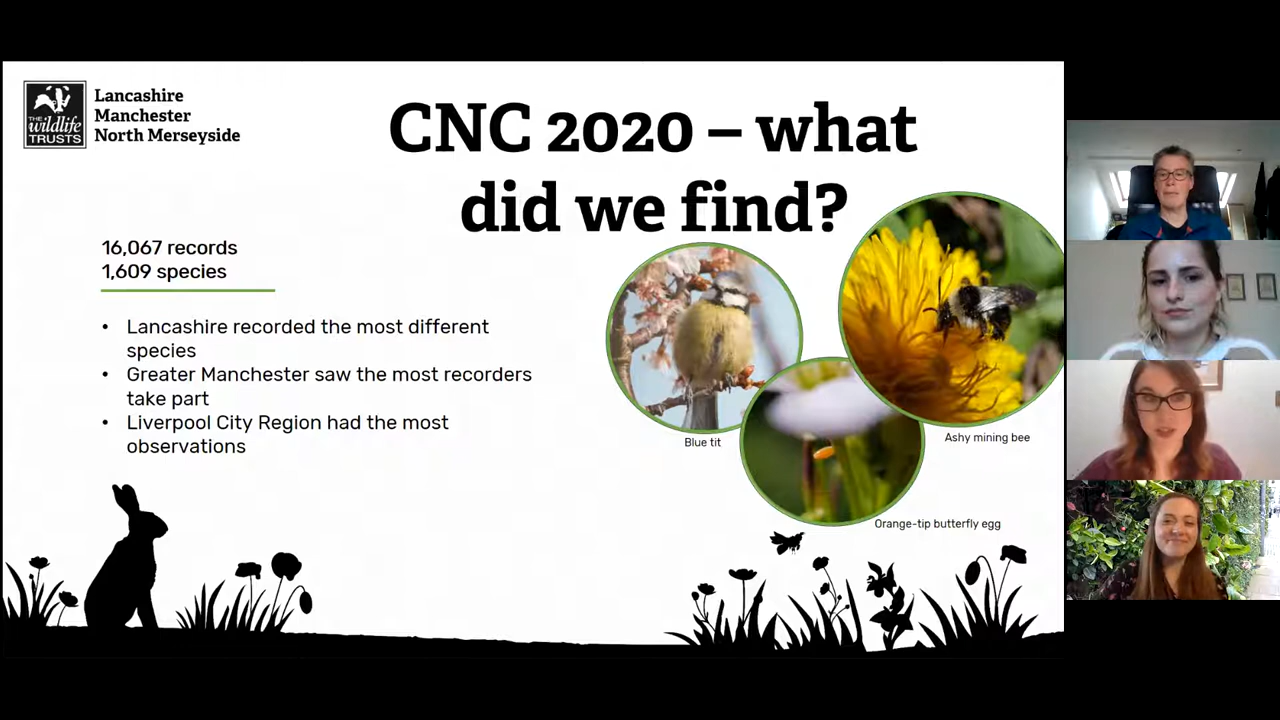 Lancashire
Manchester
North Merseyside
THE
wildlife
TRUSTS
CNC 2020 – what
did we find?
16,067 records
1,609 species
• Lancashire recorded the most different
species
• Greater Manchester saw the most recorders
take part
• Liverpool City Region had the most
observations
Blue tit
Ashy mining bee
Orange-tip butterfly egg